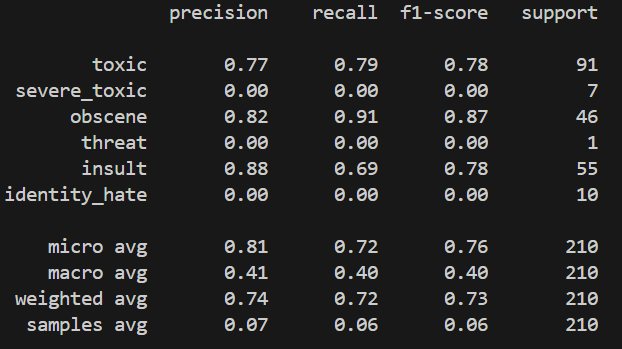 precision recall f1-score support
toxic 0.77 0.79 0.78 91
severe_toxic 0.00 0.00 0.00 7
obscene 0.82 0.91 0.87 46
threat 0.00 0.00 0.00 1
insult 0.88 0.69 0.78 55
identity_hate 0.00 0.00 0.00 10
micro avg 0.81 0.72 0.76 210
macro avg 0.41 0.40 0.40 210
weighted avg 0.74 0.72 0.73 210
samples avg 0.07 0.06 0.06 210